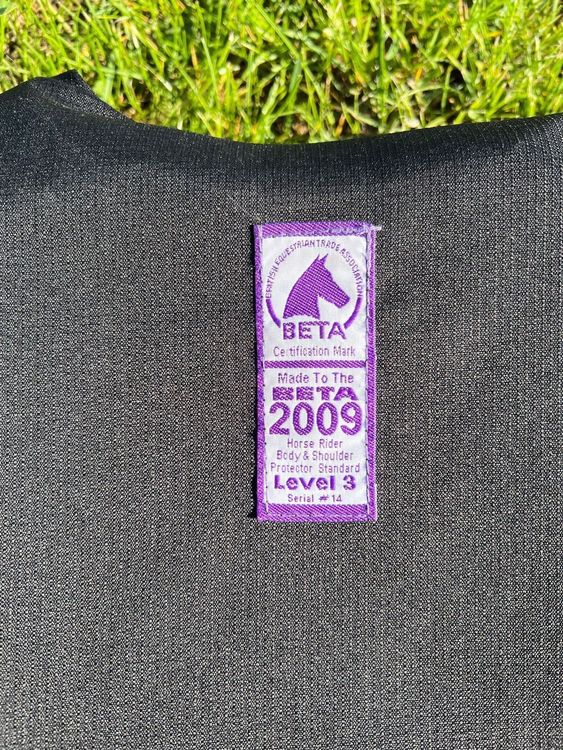 BRITISH EQUESTRIAN TRADE ASSOCIATION
BETA
Certification Mark
Made To The
BETA
2009
Horse Rider
Body & Shoulder
Protector Standard
Level 3
Serial # 14